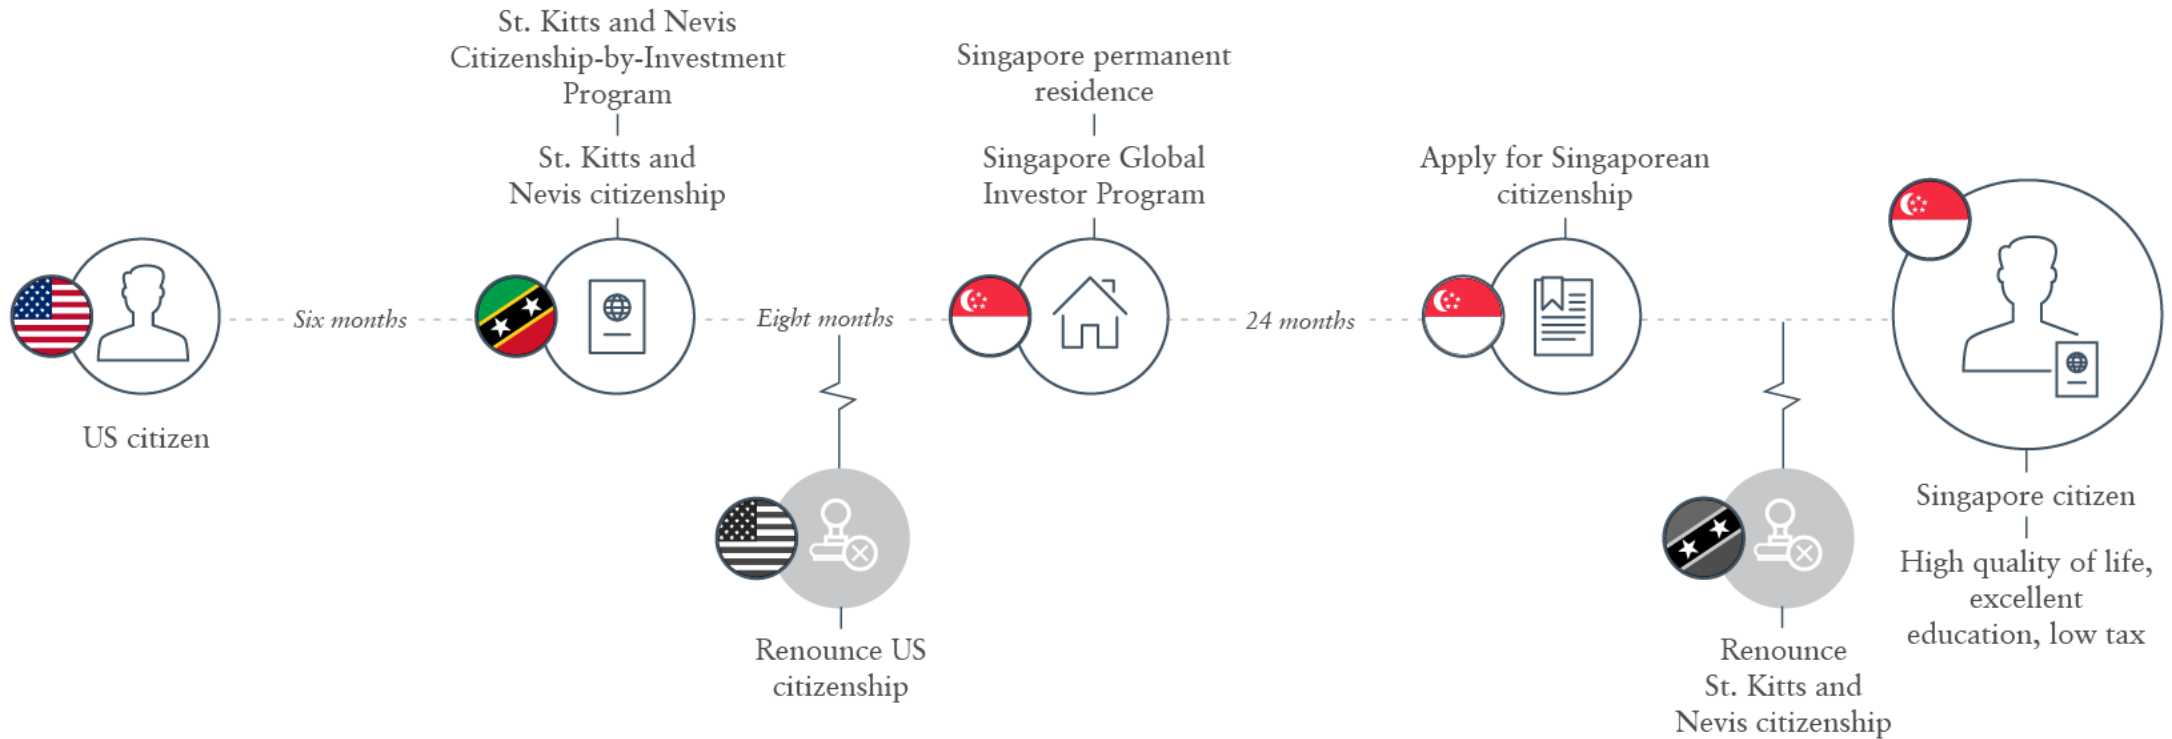 St. Kitts and Nevis
Citizenship-by-Investment
Program
St. Kitts and
Nevis citizenship
Singapore permanent
residence
Singapore Global
Investor Program
Apply for Singaporean
citizenship
US citizen
Six months
Eight months
24 months
Renounce US
citizenship
Renounce
St. Kitts and
Nevis citizenship
Singapore citizen
High quality of life,
excellent
education, low tax